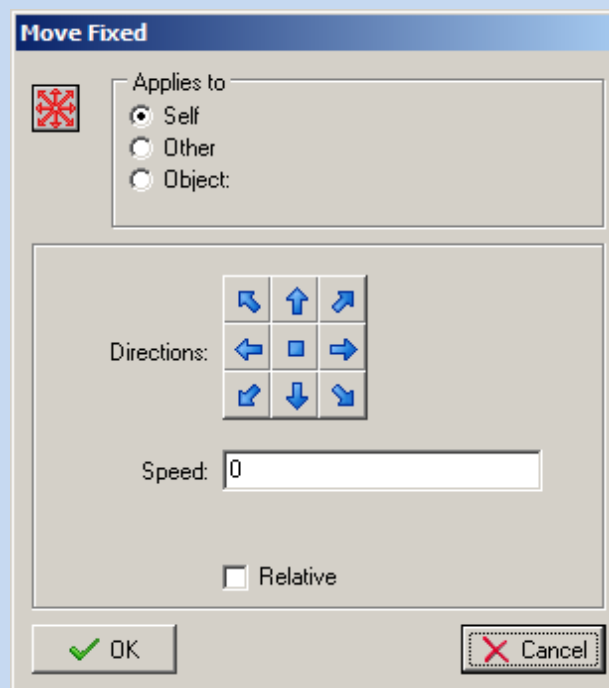 Move Fixed
Applies to
Self
Other
Object:
Directions:
Speed: 0
Relative
OK Cancel